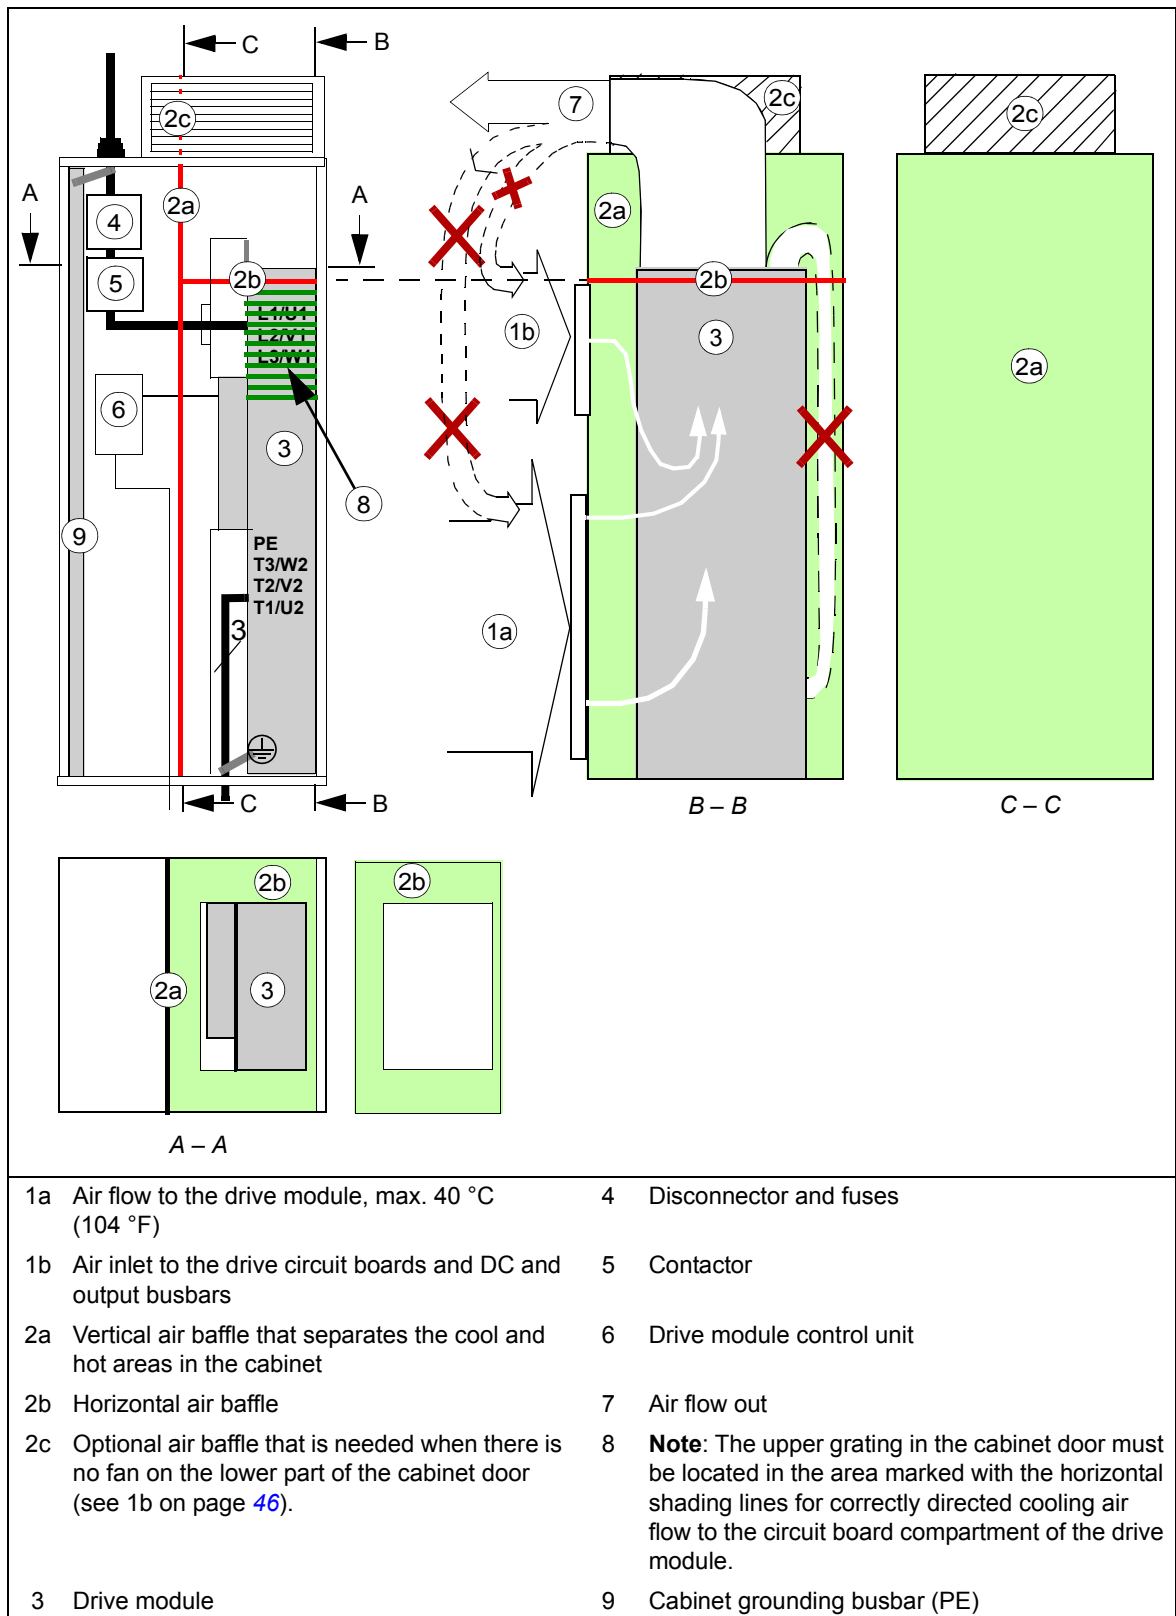 C
B
2c
7
2c
2c
A
4
2a
A
2a
5
2b
2b
L1/U1
L2/V1
L3/W1
1b
3
2a
6
3
8
9
PE
T3/W2
T2/V2
T1/U2
3
1a
C
B
B – B
C – C
2b
2b
2a
3
A – A
1a Air flow to the drive module, max. 40 °C
(104 °F)
4 Disconnector and fuses
1b Air inlet to the drive circuit boards and DC and
output busbars
5 Contactor
2a Vertical air baffle that separates the cool and
hot areas in the cabinet
6 Drive module control unit
2b Horizontal air baffle
7 Air flow out
2c Optional air baffle that is needed when there is
no fan on the lower part of the cabinet door
(see 1b on page 46).
8 Note: The upper grating in the cabinet door must
be located in the area marked with the horizontal
shading lines for correctly directed cooling air
flow to the circuit board compartment of the drive
module.
3 Drive module
9 Cabinet grounding busbar (PE)